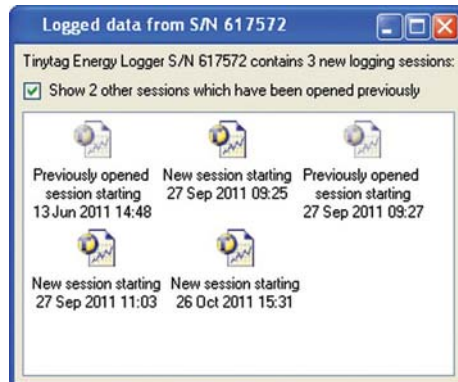 Logged data from S/N 617572
Tinytag Energy Logger S/N 617572 contains 3 new logging sessions:
Show 2 other sessions which have been opened previously
Previously opened
session starting
13 Jun 2011 14:48
New session starting
27 Sep 2011 09:25
Previously opened
session starting
27 Sep 2011 09:27
New session starting
27 Sep 2011 11:03
New session starting
26 Oct 2011 15:31